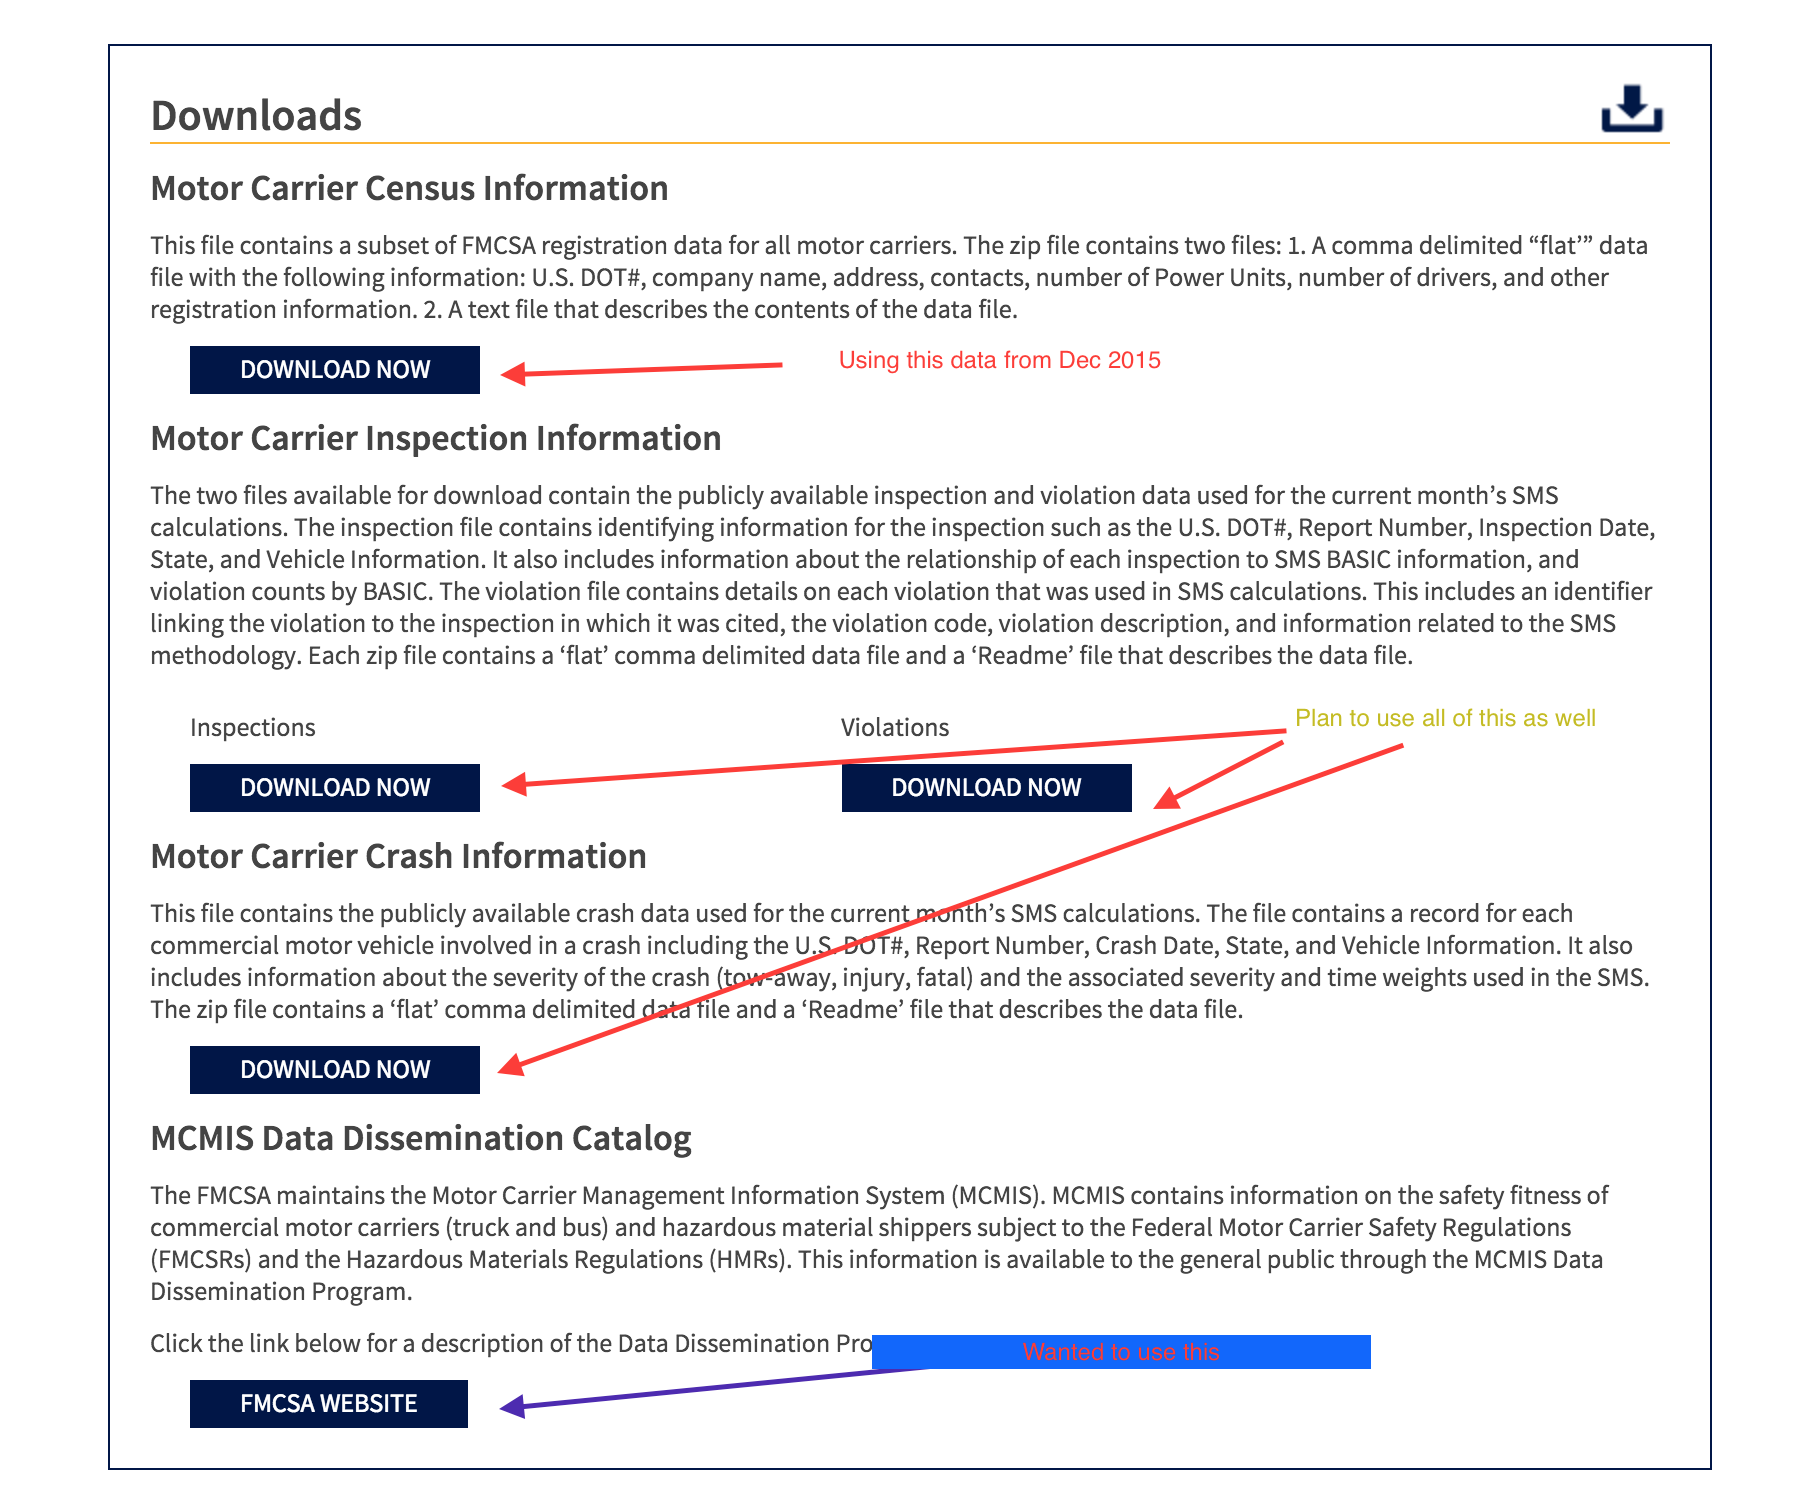 Downloads
Motor Carrier Census Information
This file contains a subset of FMCSA registration data for all motor carriers. The zip file contains two files: 1. A comma delimited “flat’” data
file with the following information: U.S. DOT#, company name, address, contacts, number of Power Units, number of drivers, and other
registration information. 2. A text file that describes the contents of the data file.
DOWNLOAD NOW
Using this data from Dec 2015
Motor Carrier Inspection Information
The two files available for download contain the publicly available inspection and violation data used for the current month’s SMS
calculations. The inspection file contains identifying information for the inspection such as the U.S. DOT#, Report Number, Inspection Date,
State, and Vehicle Information. It also includes information about the relationship of each inspection to SMS BASIC information, and
violation counts by BASIC. The violation file contains details on each violation that was used in SMS calculations. This includes an identifier
linking the violation to the inspection in which it was cited, the violation code, violation description, and information related to the SMS
methodology. Each zip file contains a ‘flat’ comma delimited data file and a ‘Readme’ file that describes the data file.
Plan to use all of this as well
Inspections
Violations
DOWNLOAD NOW
DOWNLOAD NOW
Motor Carrier Crash Information
This file contains the publicly available crash data used for the current month’s SMS calculations. The file contains a record for each
commercial motor vehicle involved in a crash including the U.S. DOT#, Report Number, Crash Date, State, and Vehicle Information. It also
includes information about the severity of the crash (tow-away, injury, fatal) and the associated severity and time weights used in the SMS.
The zip file contains a ‘flat’ comma delimited data file and a ‘Readme’ file that describes the data file.
DOWNLOAD NOW
MCMIS Data Dissemination Catalog
The FMCSA maintains the Motor Carrier Management Information System (MCMIS). MCMIS contains information on the safety fitness of
commercial motor carriers (truck and bus) and hazardous material shippers subject to the Federal Motor Carrier Safety Regulations
(FMCSRs) and the Hazardous Materials Regulations (HMRs). This information is available to the general public through the MCMIS Data
Dissemination Program.
Click the link below for a description of the Data Dissemination Pro
Wanted to use this
FMCSA WEBSITE